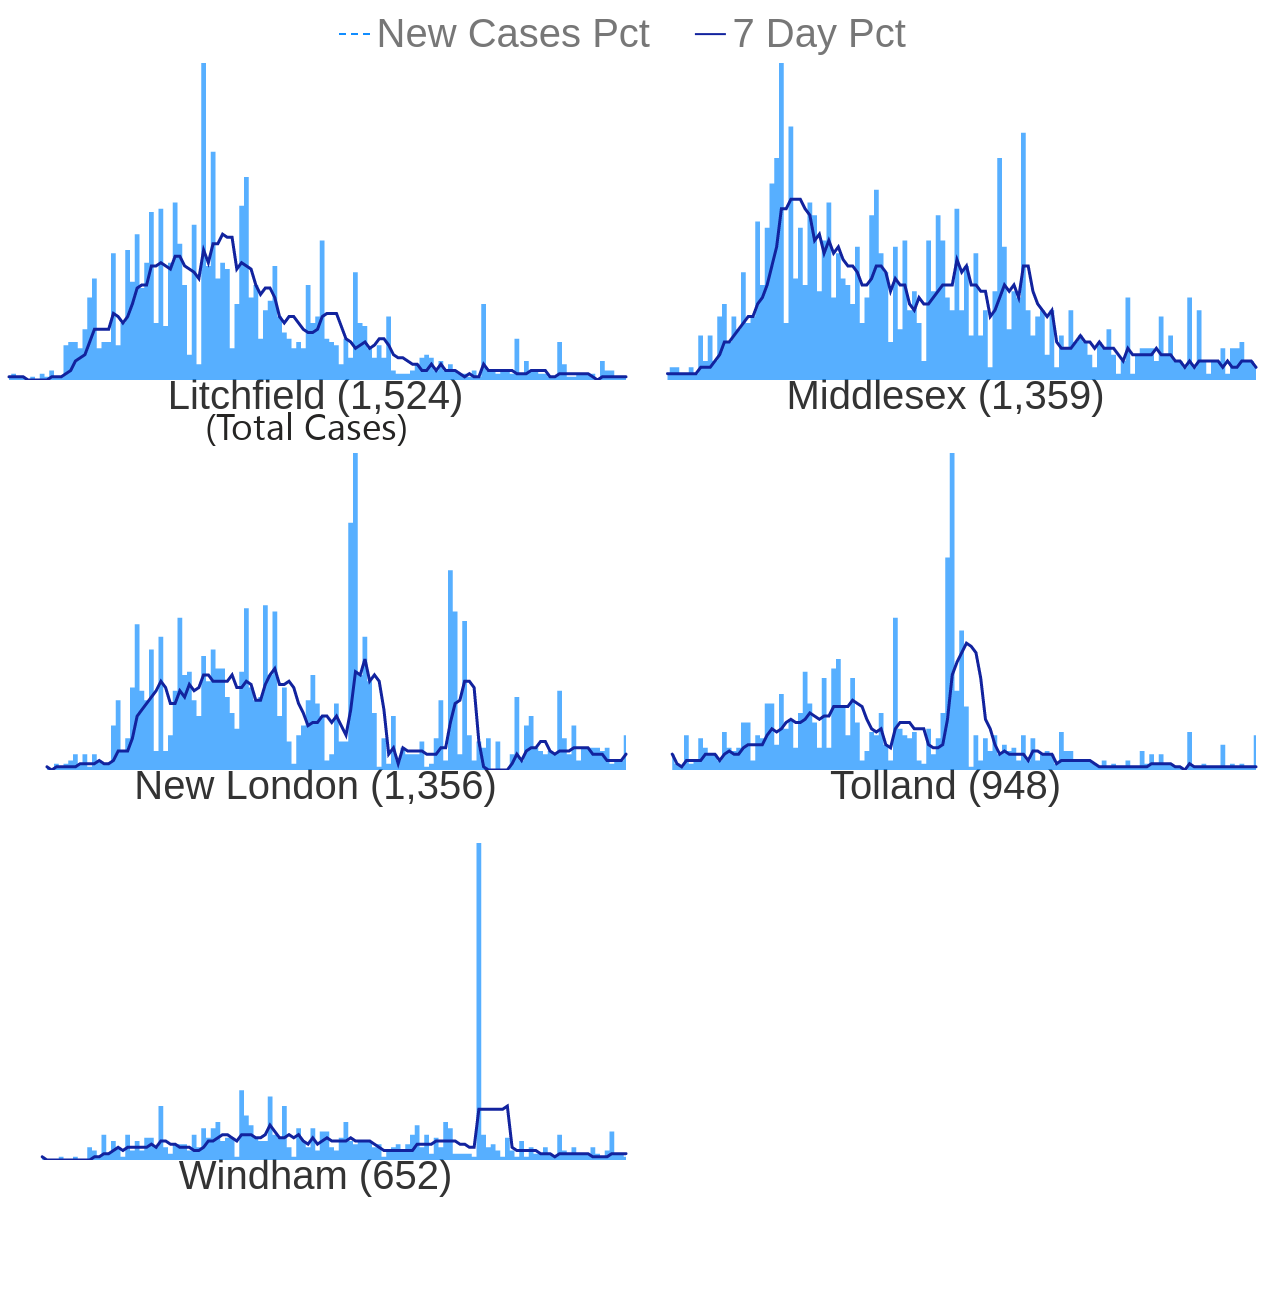 New Cases Pct 7 Day Pct
Litchfield (1,524) Middlesex (1,359)
(Total Cases)
New London (1,356) Tolland (948)
Windham (652)